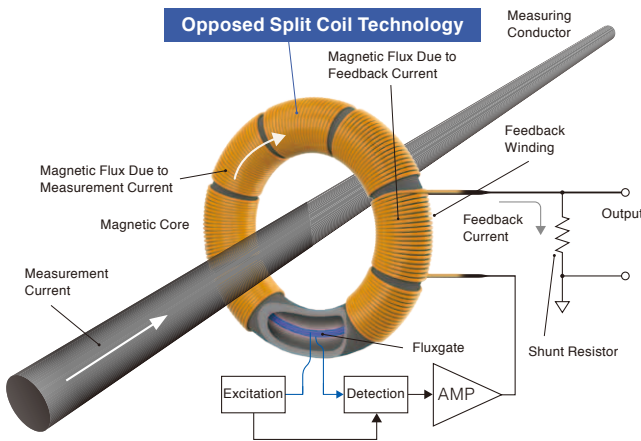 Opposed Split Coil Technology
Measuring
Conductor
Magnetic Flux Due to
Feedback Current
Feedback
Winding
Magnetic Flux Due to
Measurement Current
Magnetic Core
Output
Feedback
Current
Measurement
Current
Shunt Resistor
Fluxgate
Excitation
Detection
AMP